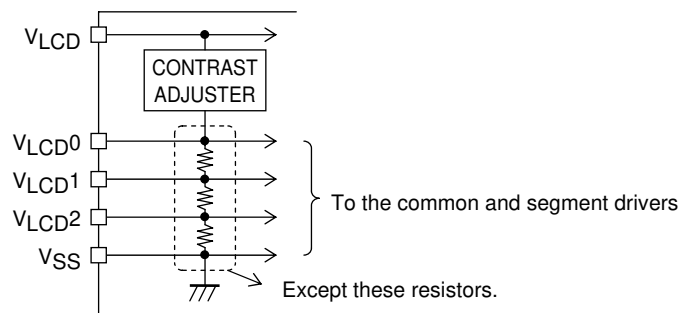 VLCD
CONTRAST
ADJUSTER
VLCD0
VLCD1
VLCD2
VSS
To the common and segment drivers
Except these resistors.